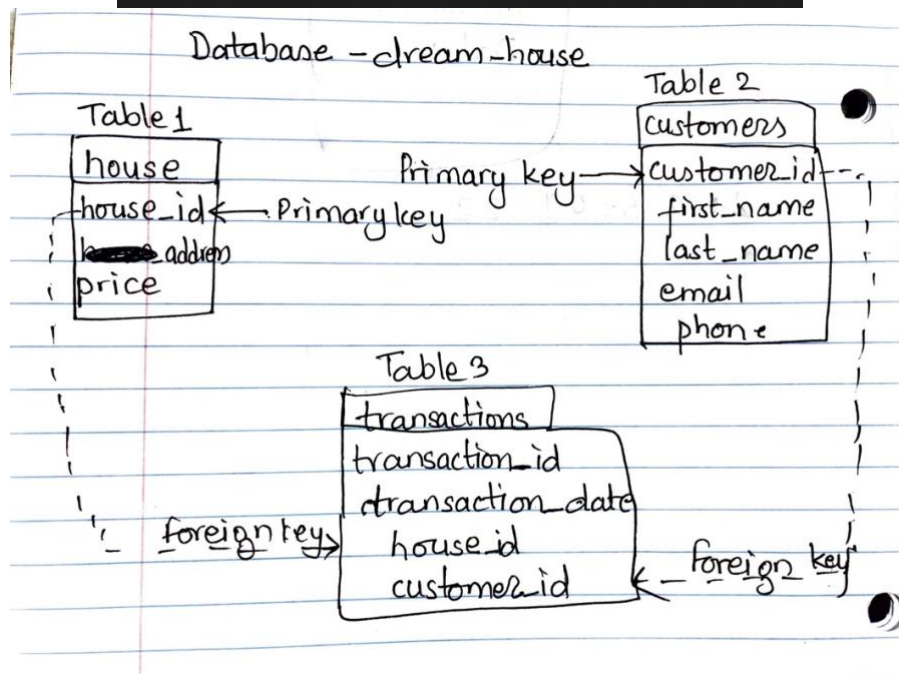 Database - dream-house
Table 1
house
house_id
address
price
Primary key
Table 2
customers
customer_id
first_name
last_name
email
phone
Primary key
Table 3
transactions
transaction_id
transaction_date
house_id
customer_id
foreign key
foreign key